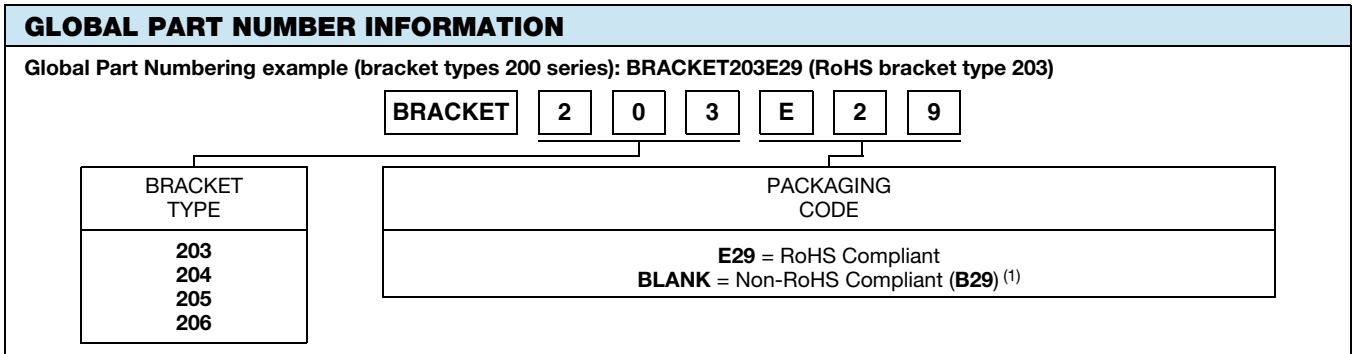 GLOBAL PART NUMBER INFORMATION
Global Part Numbering example (bracket types 200 series): BRACKET203E29 (RoHS bracket type 203)
BRACKET 2 0 3 E 2 9
BRACKET
TYPE
203
204
205
206
PACKAGING
CODE
E29 = RoHS Compliant
BLANK = Non-RoHS Compliant (B29) (1)